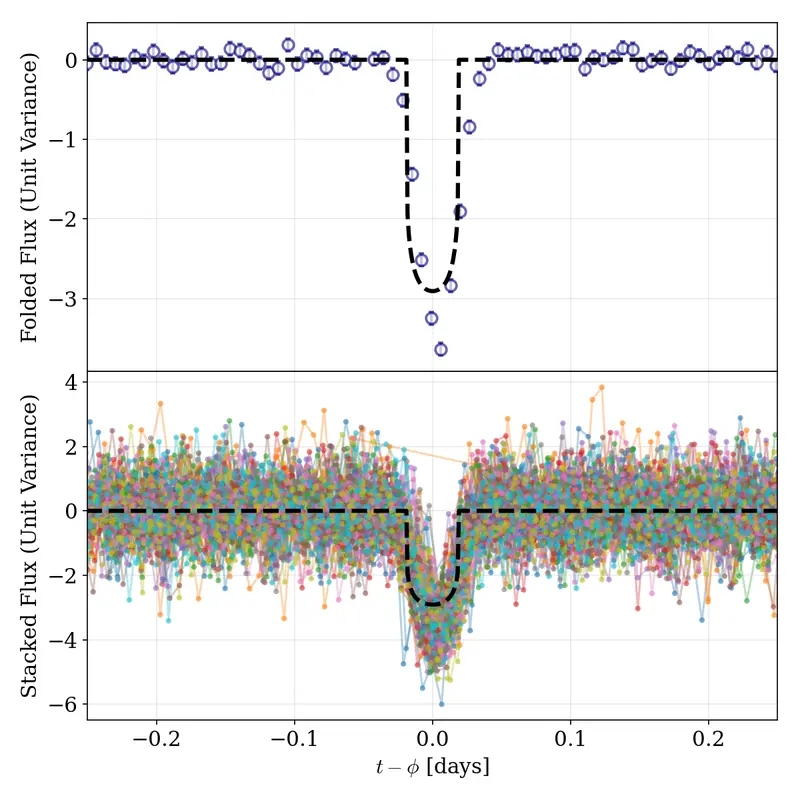 Folded Flux (Unit Variance)
0
−1
−2
−3
Stacked Flux (Unit Variance)
4
2
0
−2
−4
−6
−0.2 −0.1 0.0 0.1 0.2
t − ϕ [days]